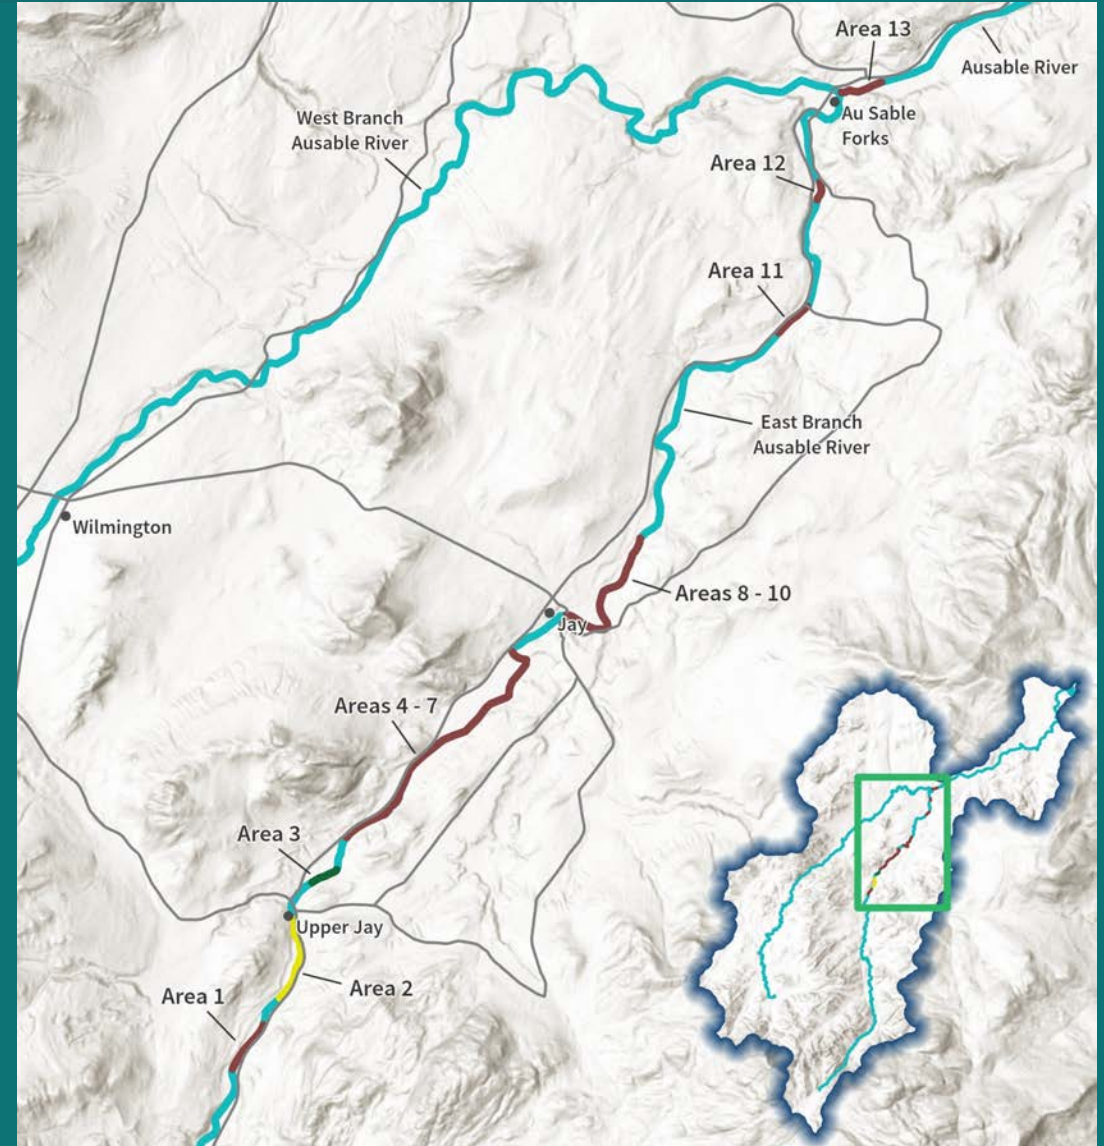 Area 13
Ausable River
West Branch
Ausable River
Au Sable
Forks
Area 12
Area 11
East Branch
Ausable River
Wilmington
Areas 8 - 10
Jay
Areas 4 - 7
Area 3
Upper Jay
Area 2
Area 1